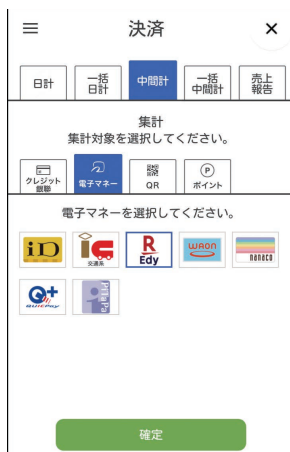 決済
日計
一括
日計
中間計
一括
中間計
売上
報告
集計
集計対象を選択してください。
クレジット
銀聯
電子マネー
QR
P
ポイント
電子マネーを選択してください。
iD
ic
交通系
R
Edy
WAON
nanaco
Q+
QUICPay
PiTaPa
確定